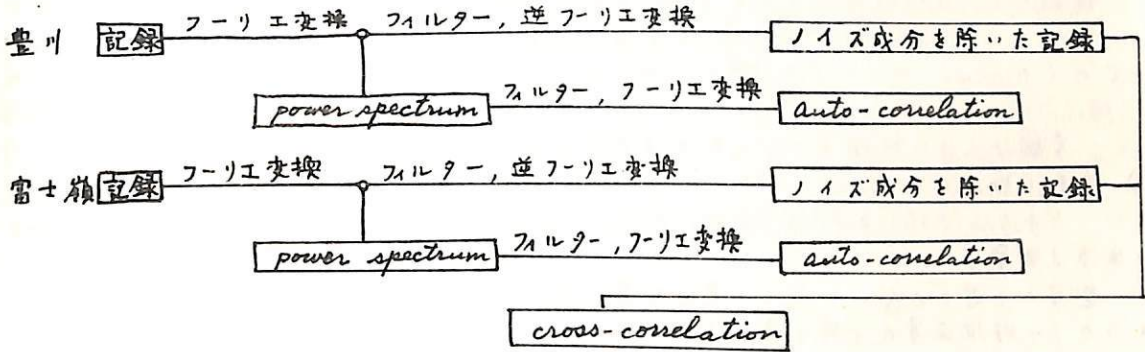 豊川 記録 フーリエ変換 フィルター, 逆フーリエ変換 ノイズ成分を除いた記録
power spectrum フィルター, フーリエ変換 auto-correlation
富士嶺 記録 フーリエ変換 フィルター, 逆フーリエ変換 ノイズ成分を除いた記録
power spectrum フィルター, フーリエ変換 auto-correlation
cross-correlation